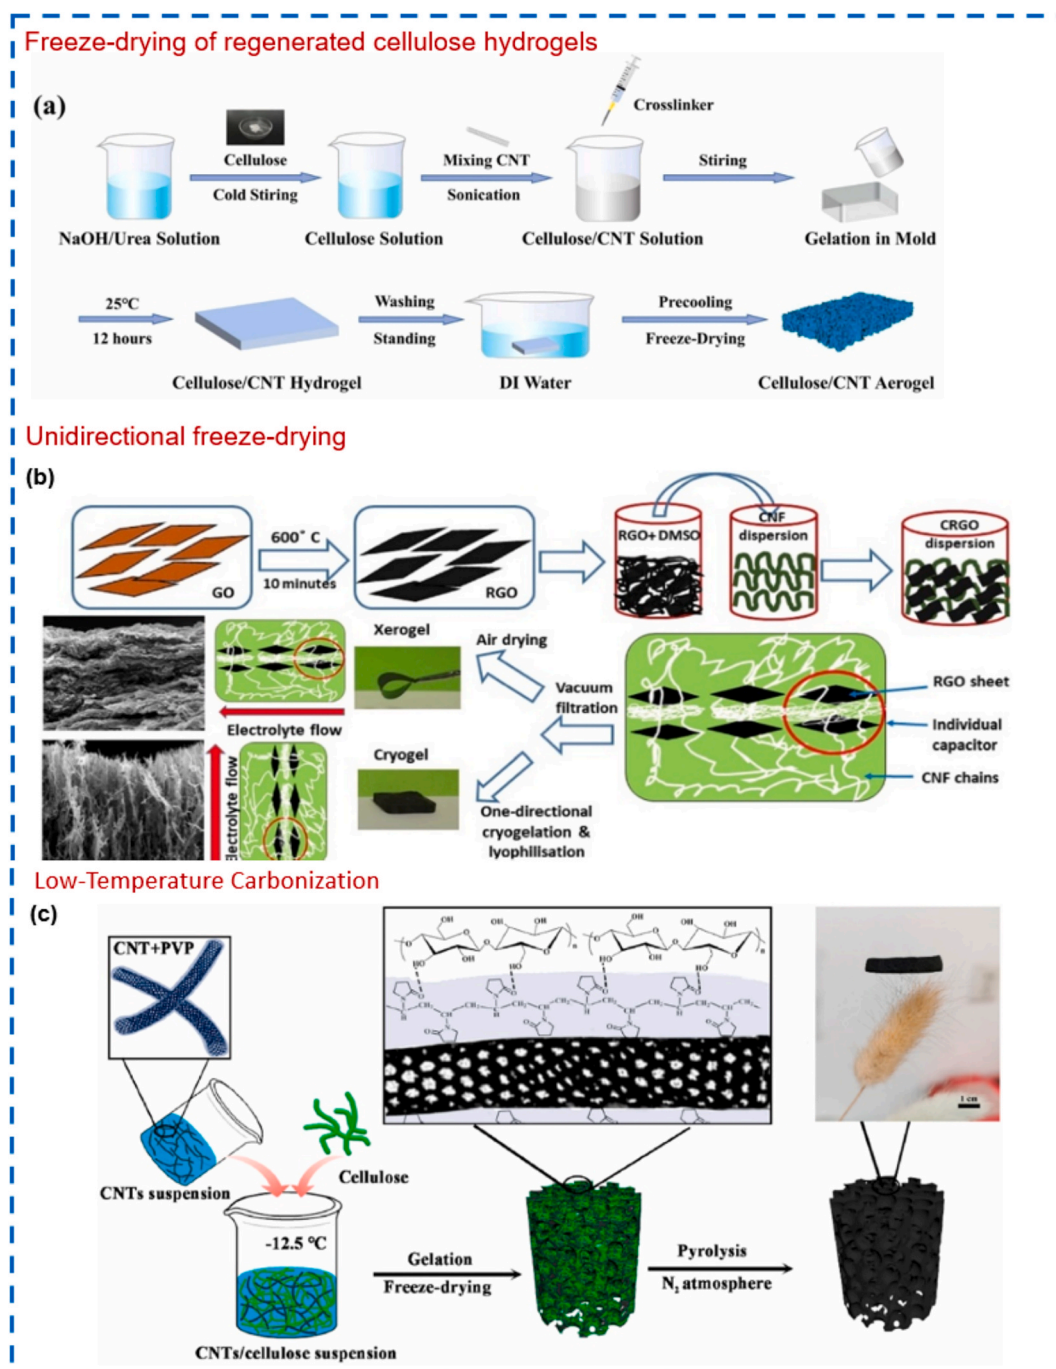 Freeze-drying of regenerated cellulose hydrogels
(a)
Crosslinker
Cellulose
Cold Stiring
Mixing CNT
Sonication
Stiring
NaOH/Urea Solution
Cellulose Solution
Cellulose/CNT Solution
Gelation in Mold
25℃
12 hours
Washing
Standing
Precooling
Freeze-Drying
Cellulose/CNT Hydrogel
DI Water
Cellulose/CNT Aerogel
Unidirectional freeze-drying
(b)
GO
600° C
10 minutes
RGO
RGO+DMSO
CNF
dispersion
CRGO
dispersion
Xerogel
Air drying
Electrolyte flow
Electrolyte flow
Cryogel
Vacuum
filtration
One-directional
cryogelation &
lyophilisation
RGO sheet
Individual
capacitor
CNF chains
Low-Temperature Carbonization
(c)
CNT+PVP
CNTs suspension
Cellulose
-12.5 ℃
CNTs/cellulose suspension
Gelation
Freeze-drying
Pyrolysis
N₂ atmosphere
1 cm